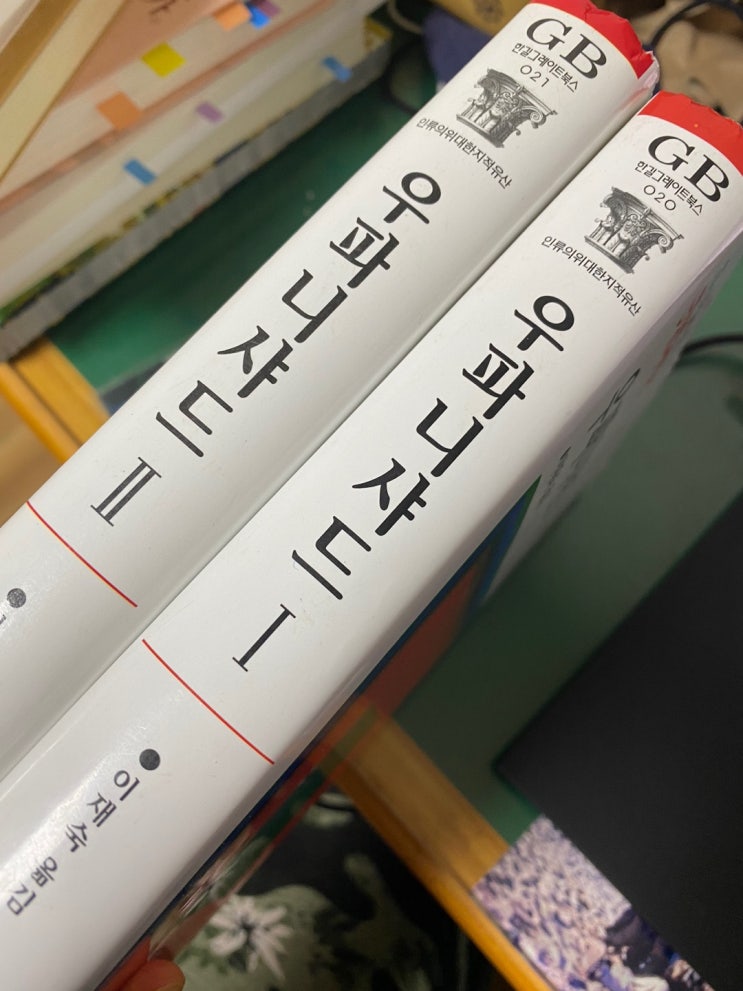 GB
한길그레이트북스
021
인류의위대한지적유산
우파니샤드 II
GB
한길그레이트북스
020
인류의위대한지적유산
우파니샤드 I
●이재숙 옮김